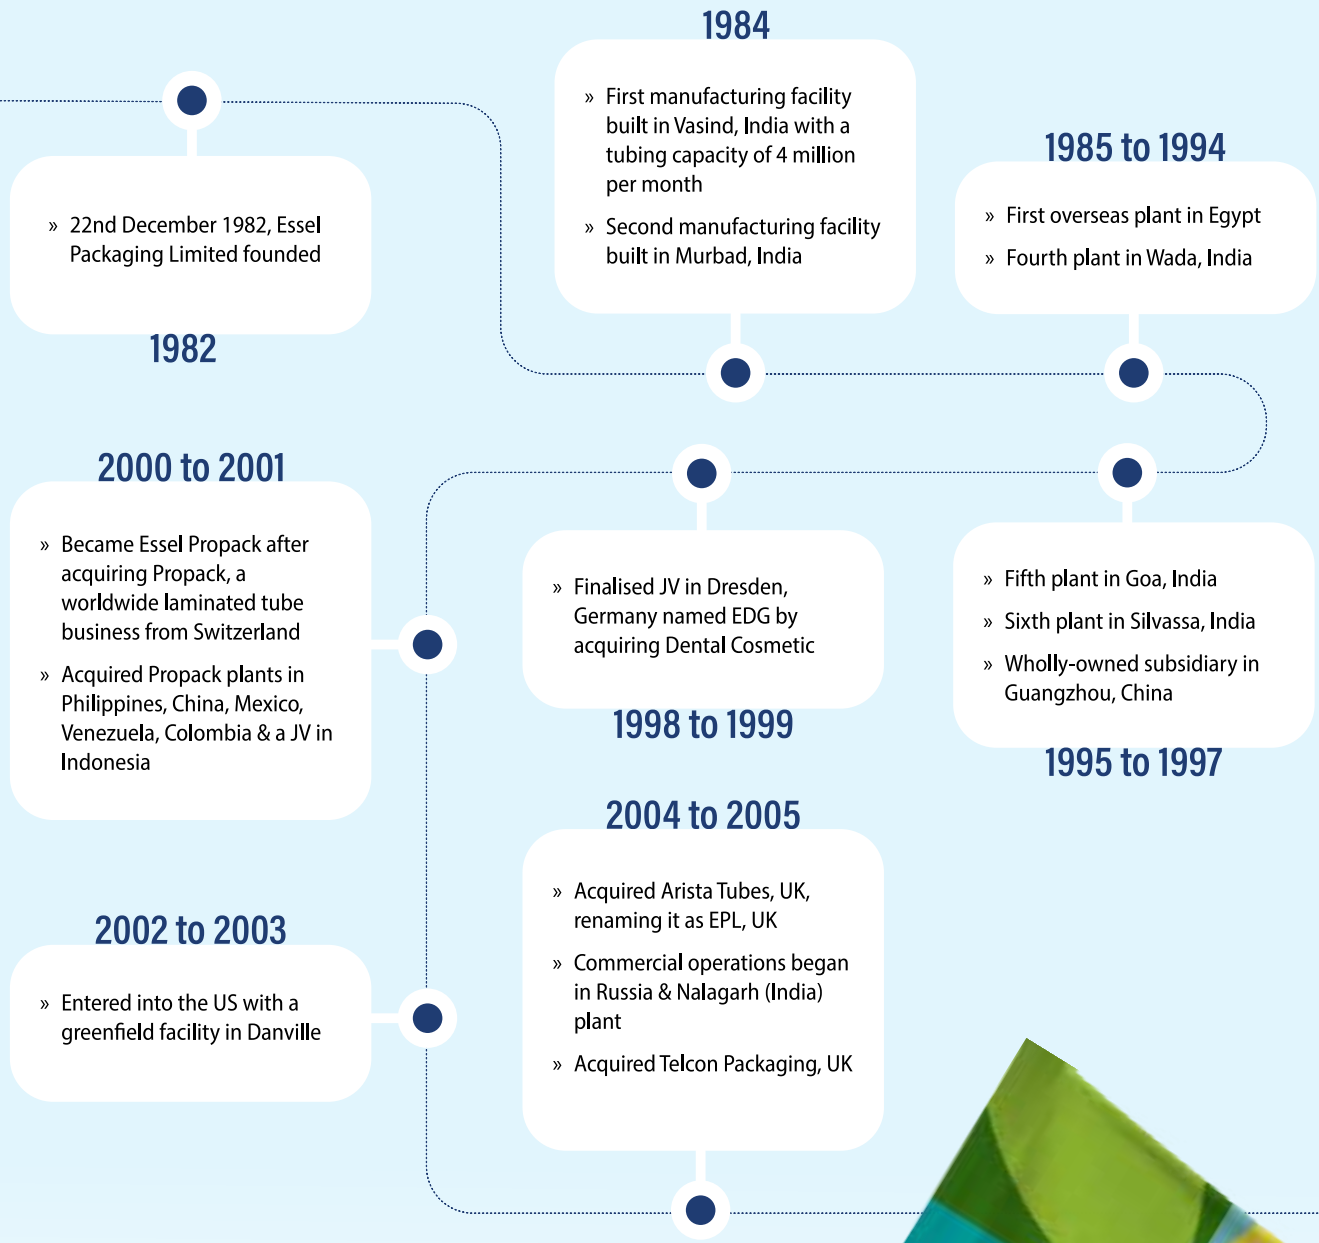 » 22nd December 1982, Essel
Packaging Limited founded
1982
1984
» First manufacturing facility
built in Vasind, India with a
tubing capacity of 4 million
per month
» Second manufacturing facility
built in Murbad, India
1985 to 1994
» First overseas plant in Egypt
» Fourth plant in Wada, India
» Fifth plant in Goa, India
» Sixth plant in Silvassa, India
» Wholly-owned subsidiary in
Guangzhou, China
1995 to 1997
» Finalised JV in Dresden,
Germany named EDG by
acquiring Dental Cosmetic
1998 to 1999
2000 to 2001
» Became Essel Propack after
acquiring Propack, a
worldwide laminated tube
business from Switzerland
» Acquired Propack plants in
Philippines, China, Mexico,
Venezuela, Colombia & a JV in
Indonesia
2002 to 2003
» Entered into the US with a
greenfield facility in Danville
2004 to 2005
» Acquired Arista Tubes, UK,
renaming it as EPL, UK
» Commercial operations began
in Russia & Nalagarh (India)
plant
» Acquired Telcon Packaging, UK